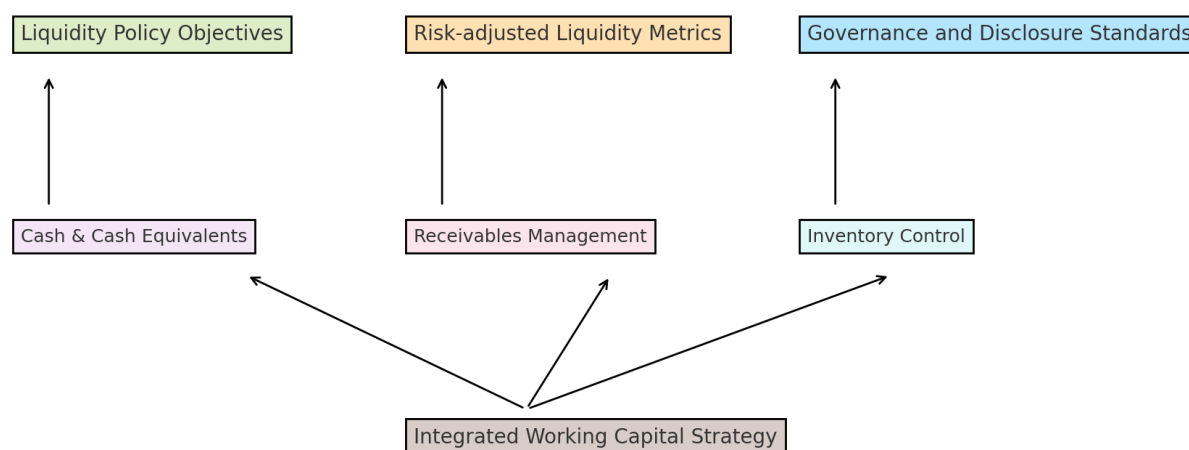 Liquidity Policy Objectives
Risk-adjusted Liquidity Metrics
Governance and Disclosure Standards
Cash & Cash Equivalents
Receivables Management
Inventory Control
Integrated Working Capital Strategy